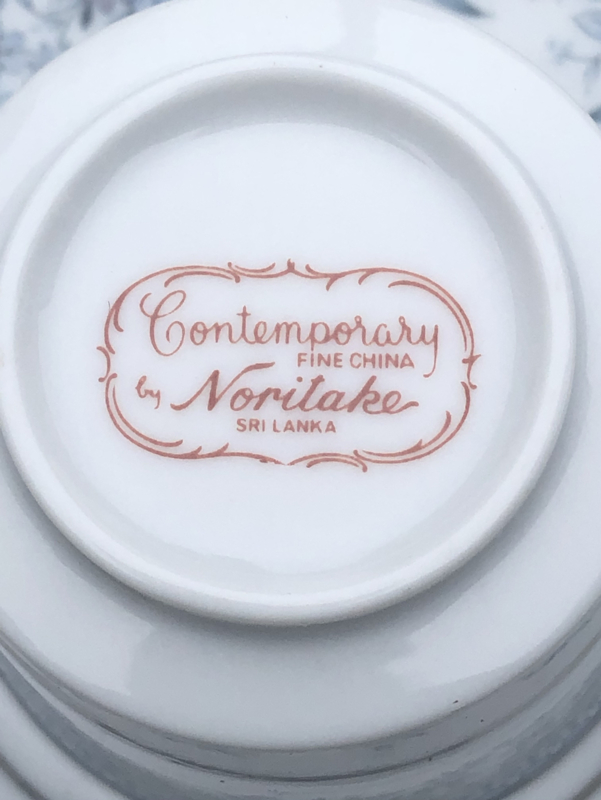 Contemporary
FINE CHINA
by Noritake
SRI LANKA